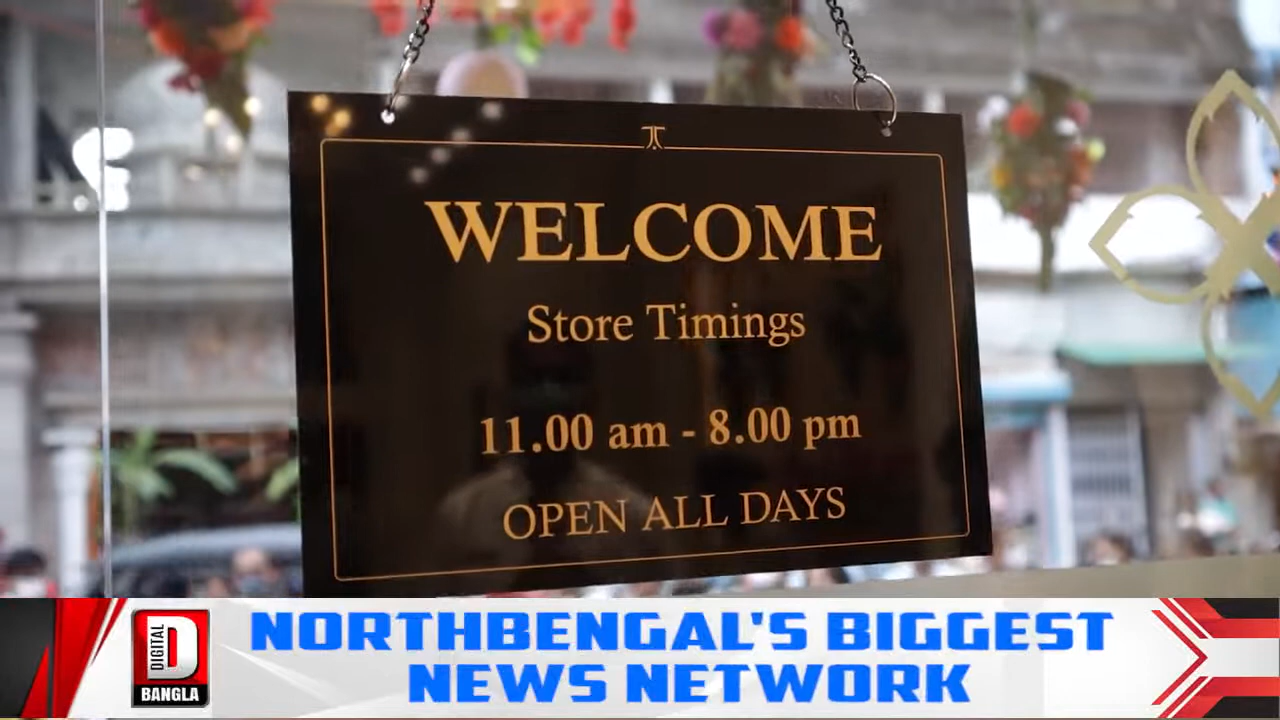 WELCOME
Store Timings
11.00 am - 8.00 pm
OPEN ALL DAYS
DIGITAL
D
BANGLA
NORTHBENGAL'S BIGGEST
NEWS NETWORK